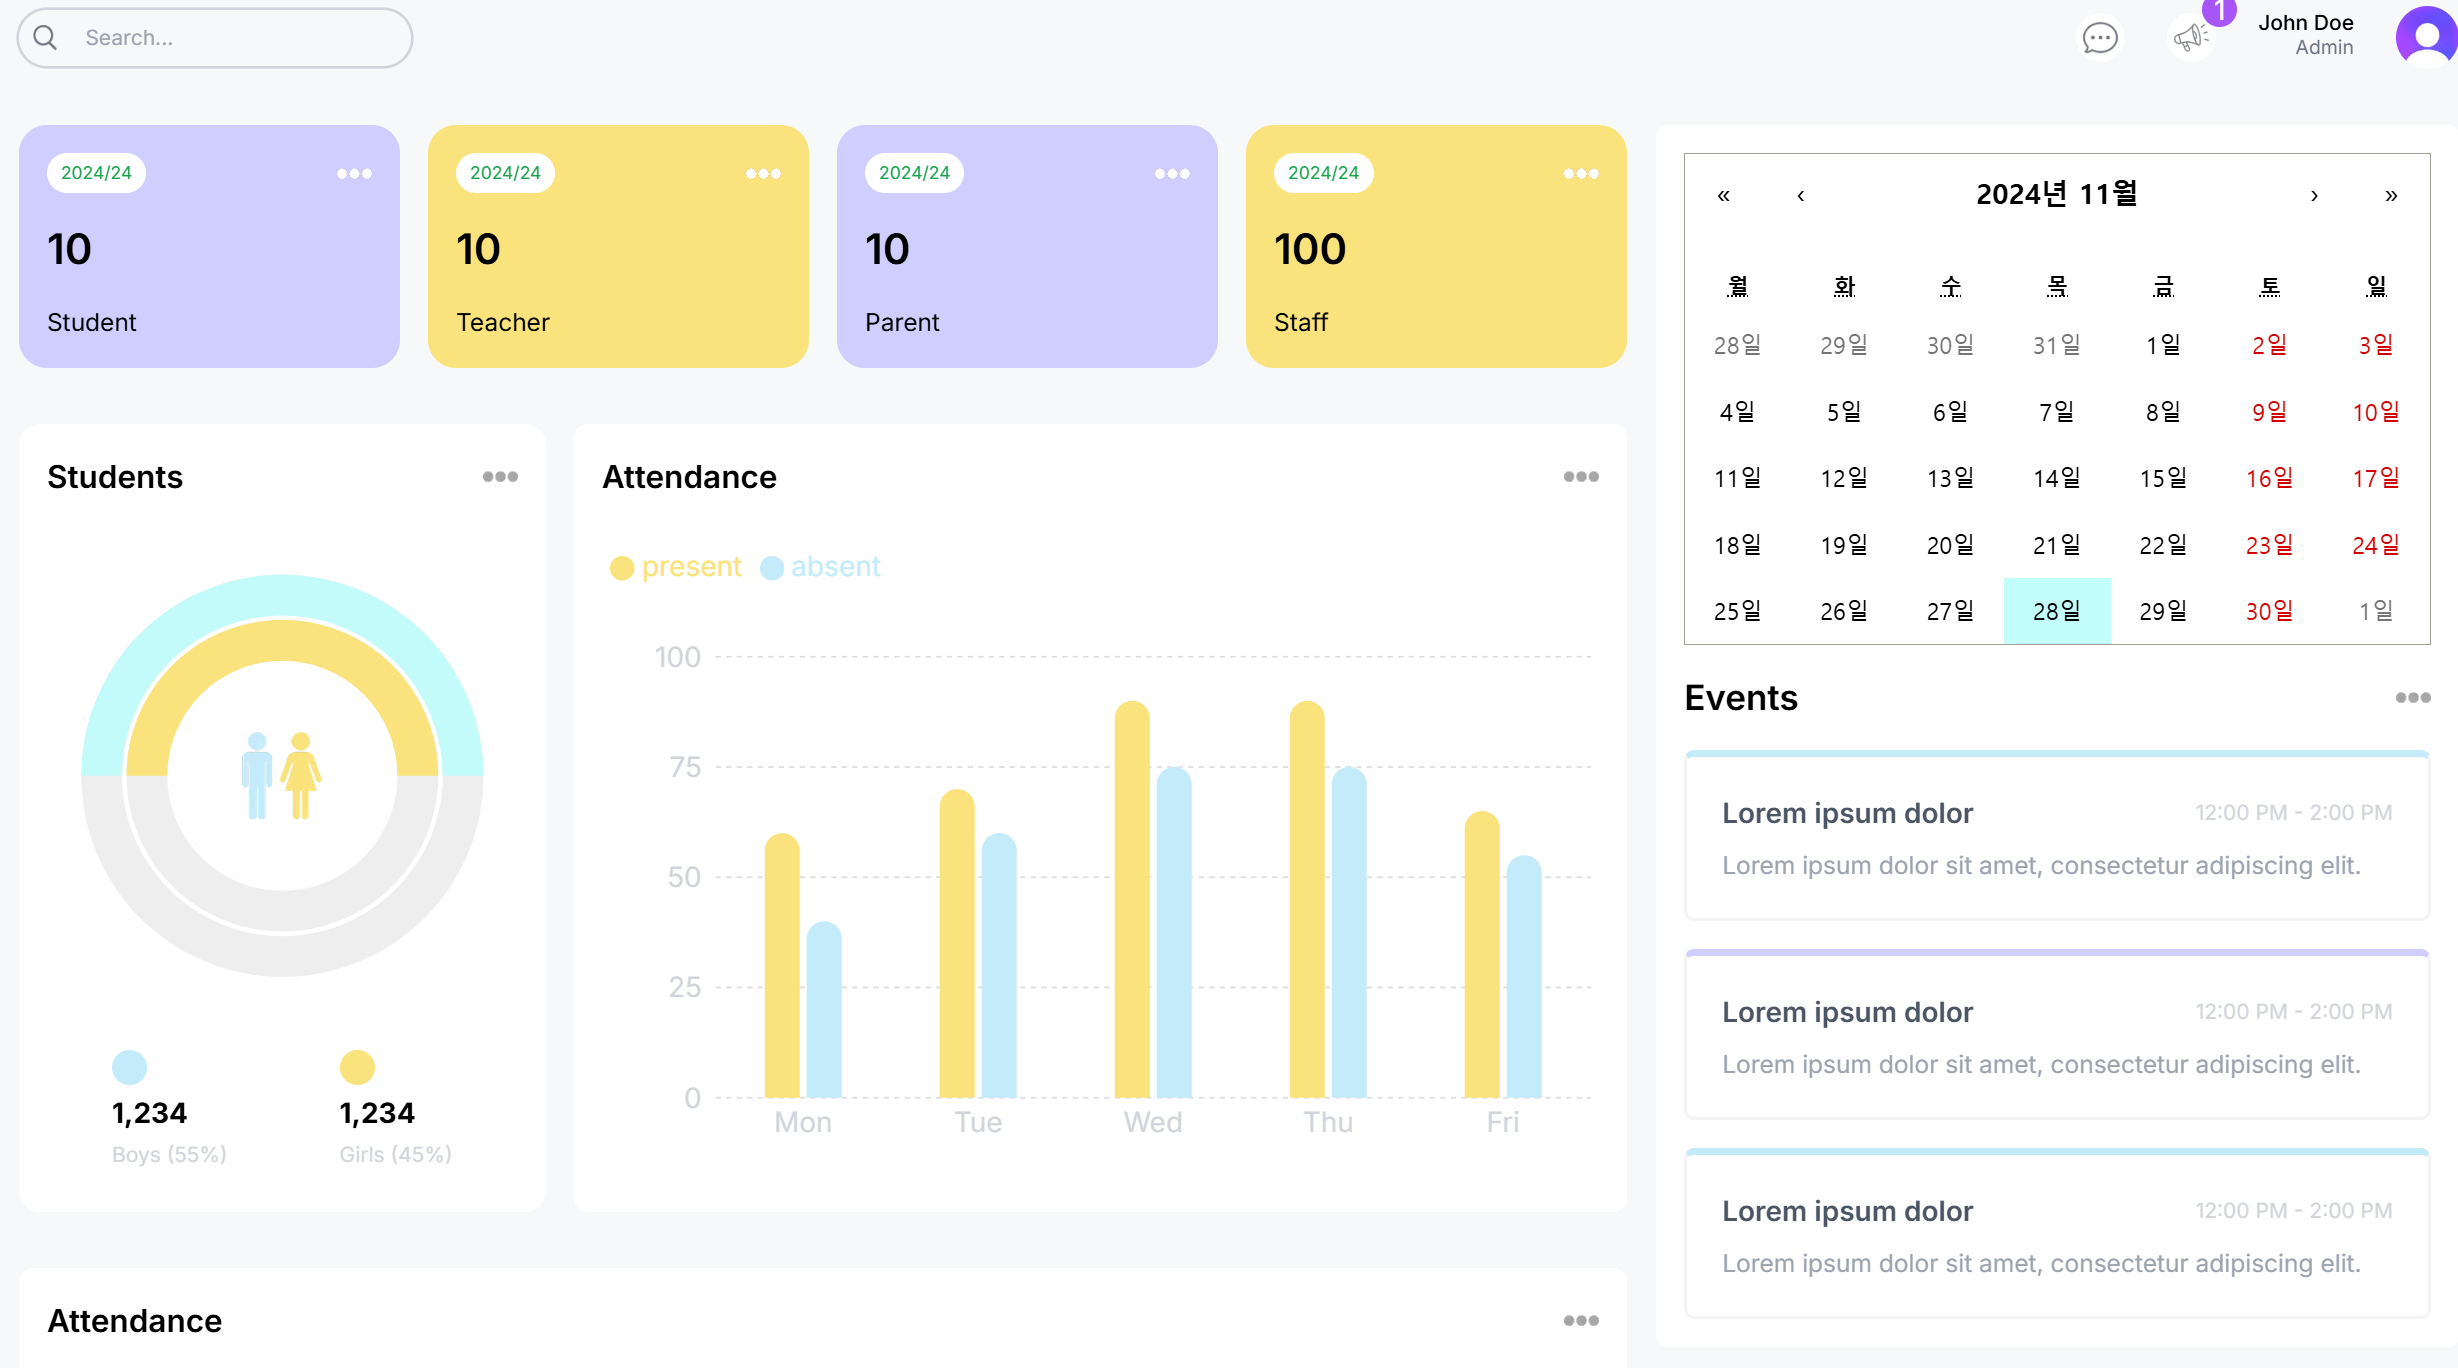 Search...
1
John Doe
Admin
2024/24
10
Student
2024/24
10
Teacher
2024/24
10
Parent
2024/24
100
Staff
Students
1,234
Boys (55%)
1,234
Girls (45%)
Attendance
present absent
100
75
50
25
0
Mon Tue Wed Thu Fri
Attendance
« ‹ 2024년 11월 › »
월 화 수 목 금 토 일
28일 29일 30일 31일 1일 2일 3일
4일 5일 6일 7일 8일 9일 10일
11일 12일 13일 14일 15일 16일 17일
18일 19일 20일 21일 22일 23일 24일
25일 26일 27일 28일 29일 30일 1일
Events
Lorem ipsum dolor 12:00 PM - 2:00 PM
Lorem ipsum dolor sit amet, consectetur adipiscing elit.
Lorem ipsum dolor 12:00 PM - 2:00 PM
Lorem ipsum dolor sit amet, consectetur adipiscing elit.
Lorem ipsum dolor 12:00 PM - 2:00 PM
Lorem ipsum dolor sit amet, consectetur adipiscing elit.